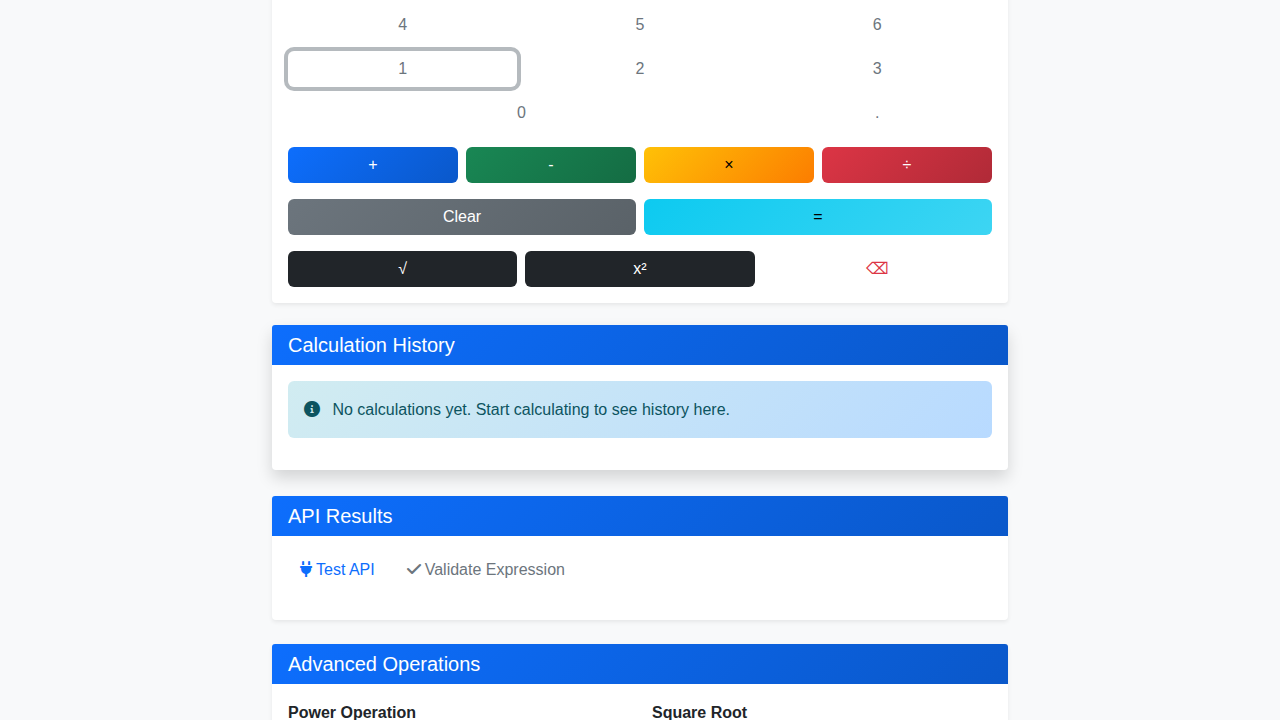 4 5 6
1 2 3
0 .
+ - × ÷
Clear =
√ x² ⌫
Calculation History
No calculations yet. Start calculating to see history here.
API Results
Test API Validate Expression
Advanced Operations
Power Operation Square Root